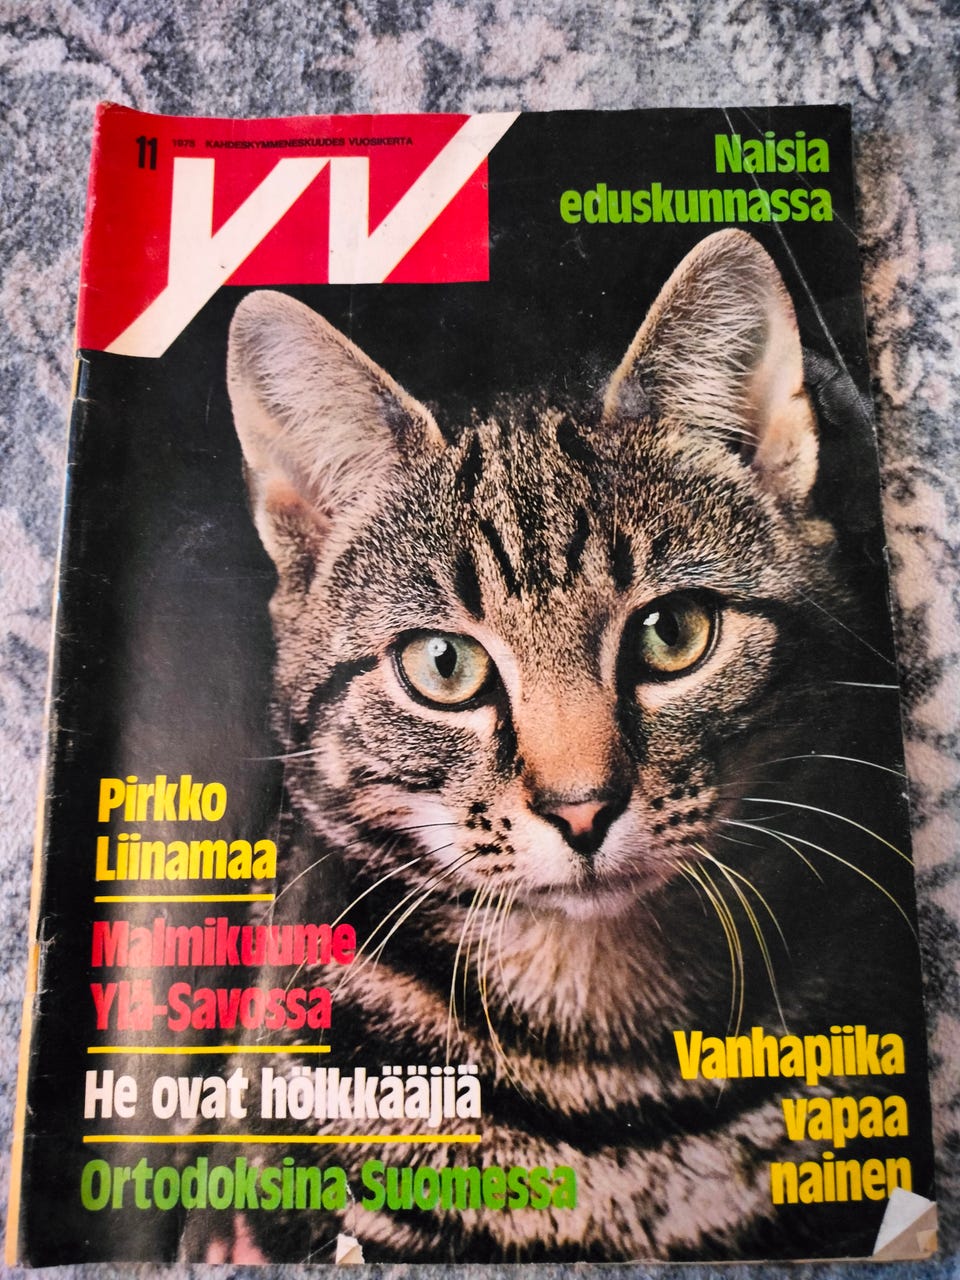 11 1975 KAHDESKYMMENESKUUDES VUOSIKERTA
yv
Naisia
eduskunnassa
Pirkko
Liinamaa
Malmikuume
Ylä-Savossa
He ovat hölkkääjiä
Ortodoksina Suomessa
Vanhapiika
vapaa
nainen